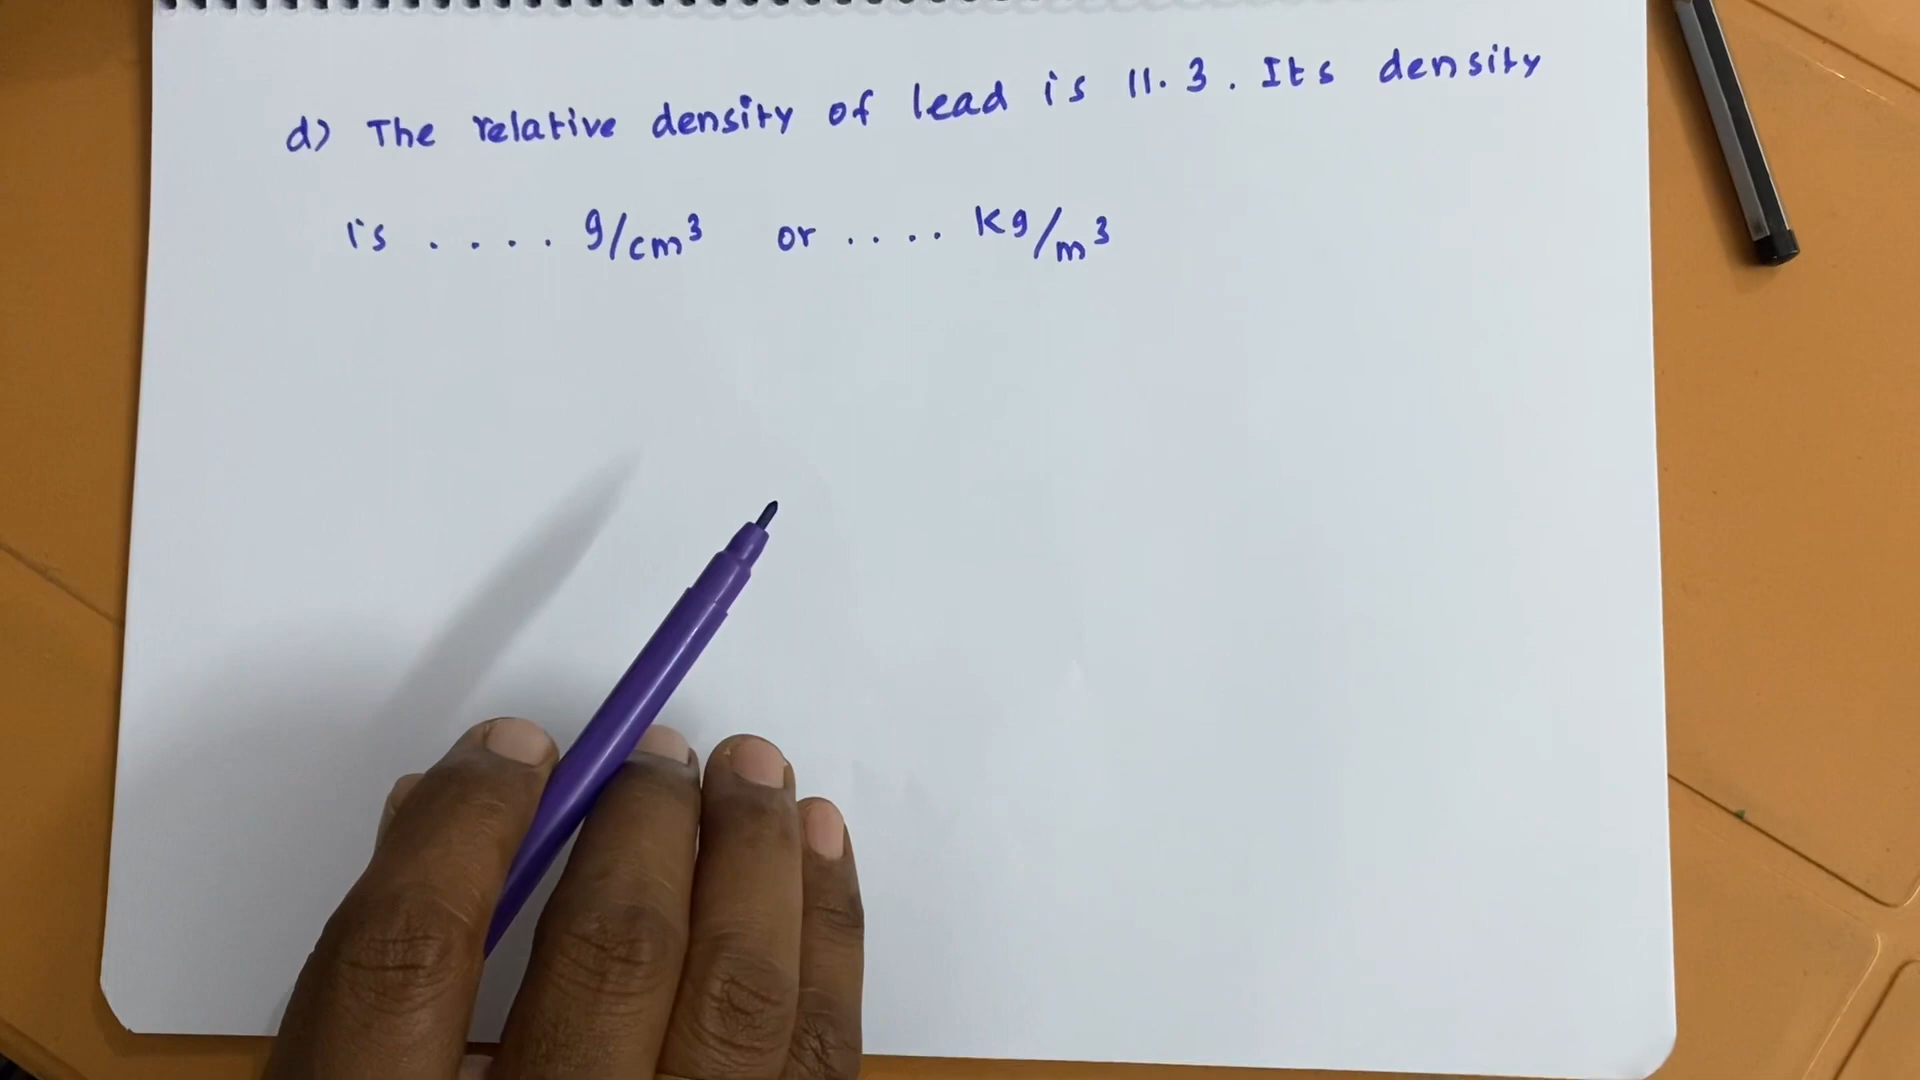 d) The relative density of lead is 11.3. Its density
is .... g/cm³ or .... kg/m³